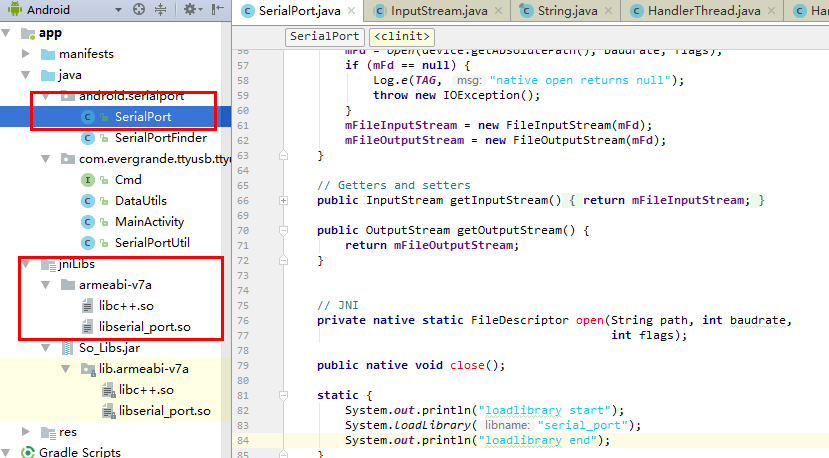 Android
SerialPort.java
InputStream.java
String.java
HandlerThread.java
Han
SerialPort
<clinit>
app
manifests
java
android.serialport
SerialPort
SerialPortFinder
com.evergrande.ttyusb.ttyu
Cmd
DataUtils
MainActivity
SerialPortUtil
jniLibs
armeabi-v7a
libc++.so
libserial_port.so
So_Libs.jar
lib.armeabi-v7a
libc++.so
libserial_port.so
res
Gradle Scripts
56 mFd = open(device.getAbsolutePath(), baudrate, flags);
57 if (mFd == null) {
58 Log.e(TAG, msg: "native open returns null");
59 throw new IOException();
60 }
61 mFileInputStream = new FileInputStream(mFd);
62 mFileOutputStream = new FileOutputStream(mFd);
63 }
64
65 // Getters and setters
66 public InputStream getInputStream() { return mFileInputStream; }
69
70 public OutputStream getOutputStream() {
71 return mFileOutputStream;
72 }
73
74
75 // JNI
76 private native static FileDescriptor open(String path, int baudrate,
77 int flags);
78
79 public native void close();
80
81 static {
82 System.out.println("loadlibrary start");
83 System.loadLibrary( libname: "serial_port");
84 System.out.println("loadlibrary end");
85 }